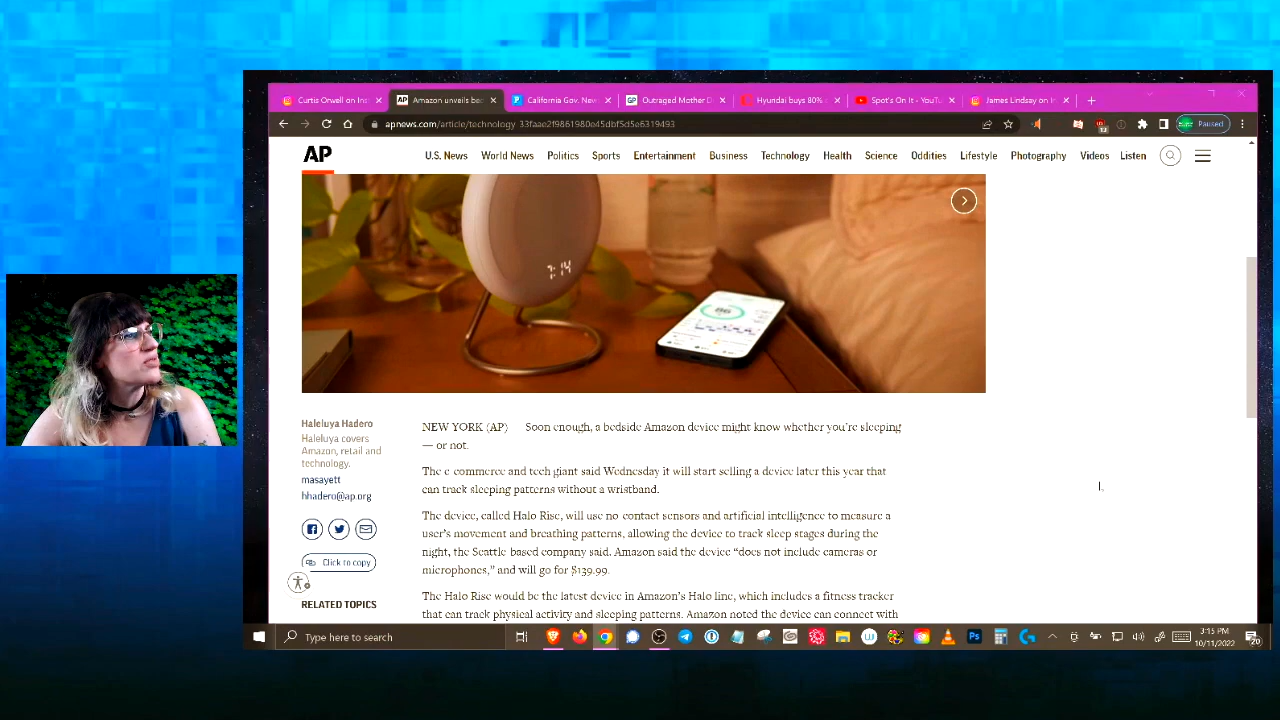 Curtis Orwell on Ins
Amazon unveils bed
California Gov. New
Outraged Mother D
Hyundai buys 80%
Spot's On It - YouTu
James Lindsay on In
apnews.com/article/technology-33faae2f9861980e45dbf5d5e6319493
Paused
AP
U.S. News World News Politics Sports Entertainment Business Technology Health Science Oddities Lifestyle Photography Videos Listen
7:14
86
Haleluya Hadero
Haleluya covers
Amazon, retail and
technology.
masayett
hhadero@ap.org
Click to copy
RELATED TOPICS
NEW YORK (AP) Soon enough, a bedside Amazon device might know whether you're sleeping
— or not.
The e-commerce and tech giant said Wednesday it will start selling a device later this year that
can track sleeping patterns without a wristband.
The device, called Halo Rise, will use no-contact sensors and artificial intelligence to measure a
user's movement and breathing patterns, allowing the device to track sleep stages during the
night, the Seattle-based company said. Amazon said the device “does not include cameras or
microphones,” and will go for $139.99.
The Halo Rise would be the latest device in Amazon's Halo line, which includes a fitness tracker
that can track physical activity and sleeping patterns. Amazon noted the device can connect with
Type here to search
3:15 PM
10/11/2022
20